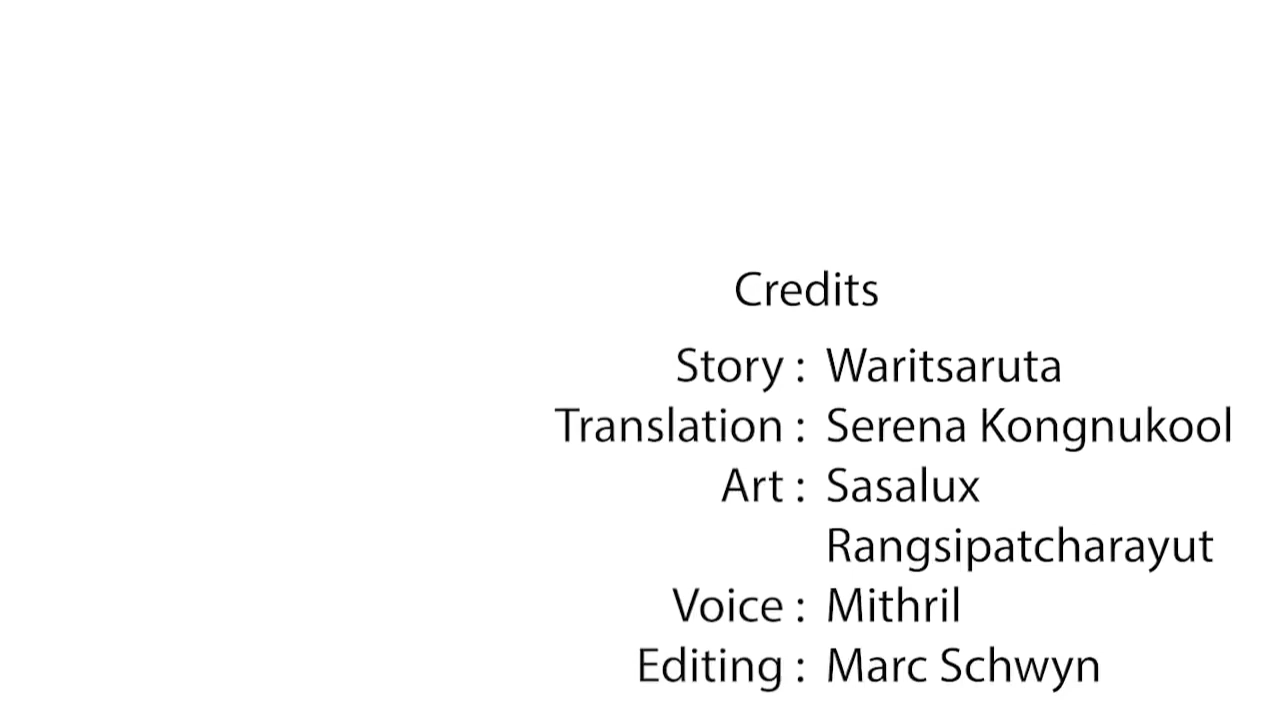 Credits
Story : Waritsaruta
Translation : Serena Kongnukool
Art : Sasalux
Rangsipatcharayut
Voice : Mithril
Editing : Marc Schwyn